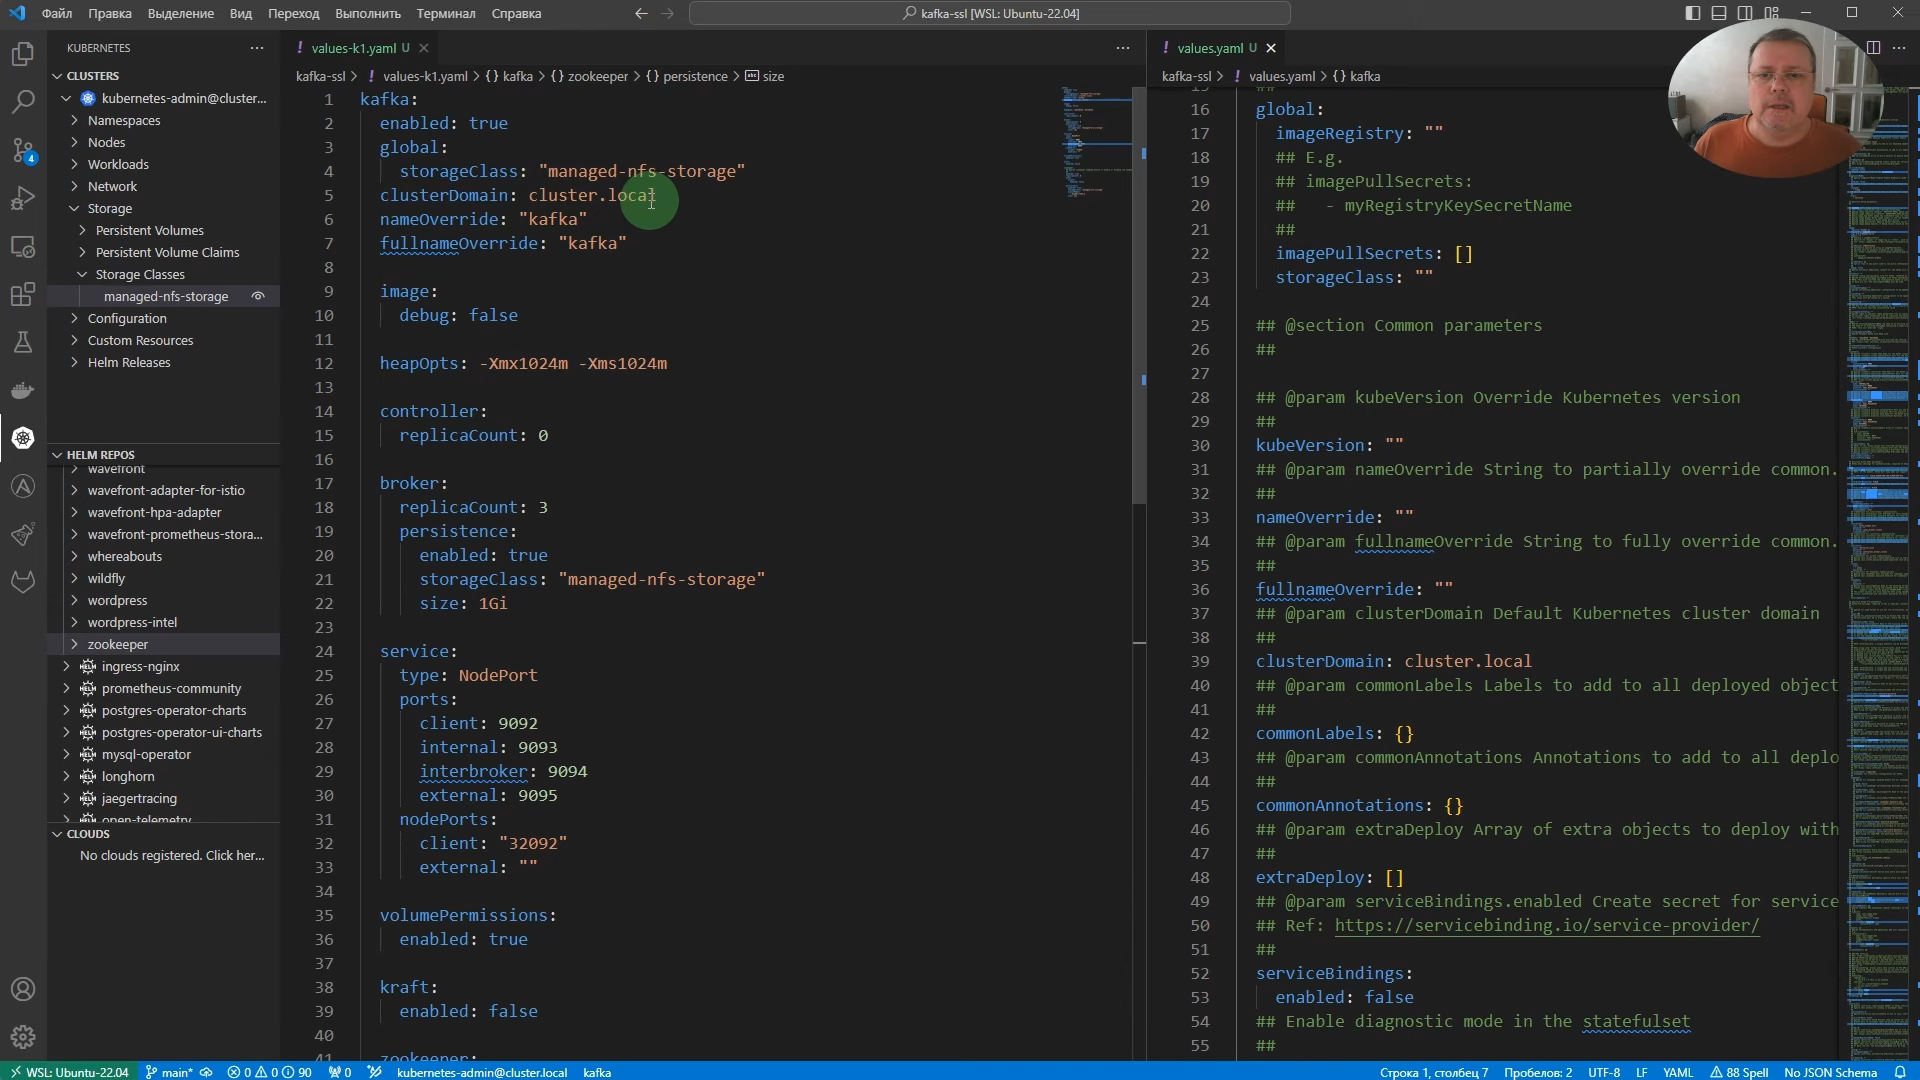 Файл Правка Выделение Вид Переход Выполнить Терминал Справка
kafka-ssl [WSL: Ubuntu-22.04]
KUBERNETES
CLUSTERS
kubernetes-admin@cluster...
Namespaces
Nodes
Workloads
Network
Storage
Persistent Volumes
Persistent Volume Claims
Storage Classes
managed-nfs-storage
Configuration
Custom Resources
Helm Releases
HELM REPOS
wavefront
wavefront-adapter-for-istio
wavefront-hpa-adapter
wavefront-prometheus-stora...
whereabouts
wildfly
wordpress
wordpress-intel
zookeeper
ingress-nginx
prometheus-community
postgres-operator-charts
postgres-operator-ui-charts
mysql-operator
longhorn
jaegertracing
open-telemetry
CLOUDS
No clouds registered. Click her...
4
! values-k1.yaml U
kafka-ssl > ! values-k1.yaml > {} kafka > {} zookeeper > {} persistence > size
1 kafka:
2 enabled: true
3 global:
4 storageClass: "managed-nfs-storage"
5 clusterDomain: cluster.local
6 nameOverride: "kafka"
7 fullnameOverride: "kafka"
8
9 image:
10 debug: false
11
12 heapOpts: -Xmx1024m -Xms1024m
13
14 controller:
15 replicaCount: 0
16
17 broker:
18 replicaCount: 3
19 persistence:
20 enabled: true
21 storageClass: "managed-nfs-storage"
22 size: 1Gi
23
24 service:
25 type: NodePort
26 ports:
27 client: 9092
28 internal: 9093
29 interbroker: 9094
30 external: 9095
31 nodePorts:
32 client: "32092"
33 external: ""
34
35 volumePermissions:
36 enabled: true
37
38 kraft:
39 enabled: false
40
41 zookeeper:
! values.yaml U
kafka-ssl > ! values.yaml > {} kafka
15 ##
16 global:
17 imageRegistry: ""
18 ## E.g.
19 ## imagePullSecrets:
20 ## - myRegistryKeySecretName
21 ##
22 imagePullSecrets: []
23 storageClass: ""
24
25 ## @section Common parameters
26 ##
27
28 ## @param kubeVersion Override Kubernetes version
29 ##
30 kubeVersion: ""
31 ## @param nameOverride String to partially override common.
32 ##
33 nameOverride: ""
34 ## @param fullnameOverride String to fully override common.
35 ##
36 fullnameOverride: ""
37 ## @param clusterDomain Default Kubernetes cluster domain
38 ##
39 clusterDomain: cluster.local
40 ## @param commonLabels Labels to add to all deployed object
41 ##
42 commonLabels: {}
43 ## @param commonAnnotations Annotations to add to all deplo
44 ##
45 commonAnnotations: {}
46 ## @param extraDeploy Array of extra objects to deploy with
47 ##
48 extraDeploy: []
49 ## @param serviceBindings.enabled Create secret for service
50 ## Ref: https://servicebinding.io/service-provider/
51 ##
52 serviceBindings:
53 enabled: false
54 ## Enable diagnostic mode in the statefulset
55 ##
WSL: Ubuntu-22.04 main* 0 0 90 0 kubernetes-admin@cluster.local kafka Строка 1, столбец 7 Пробелов: 2 UTF-8 LF YAML 88 Spell No JSON Schema